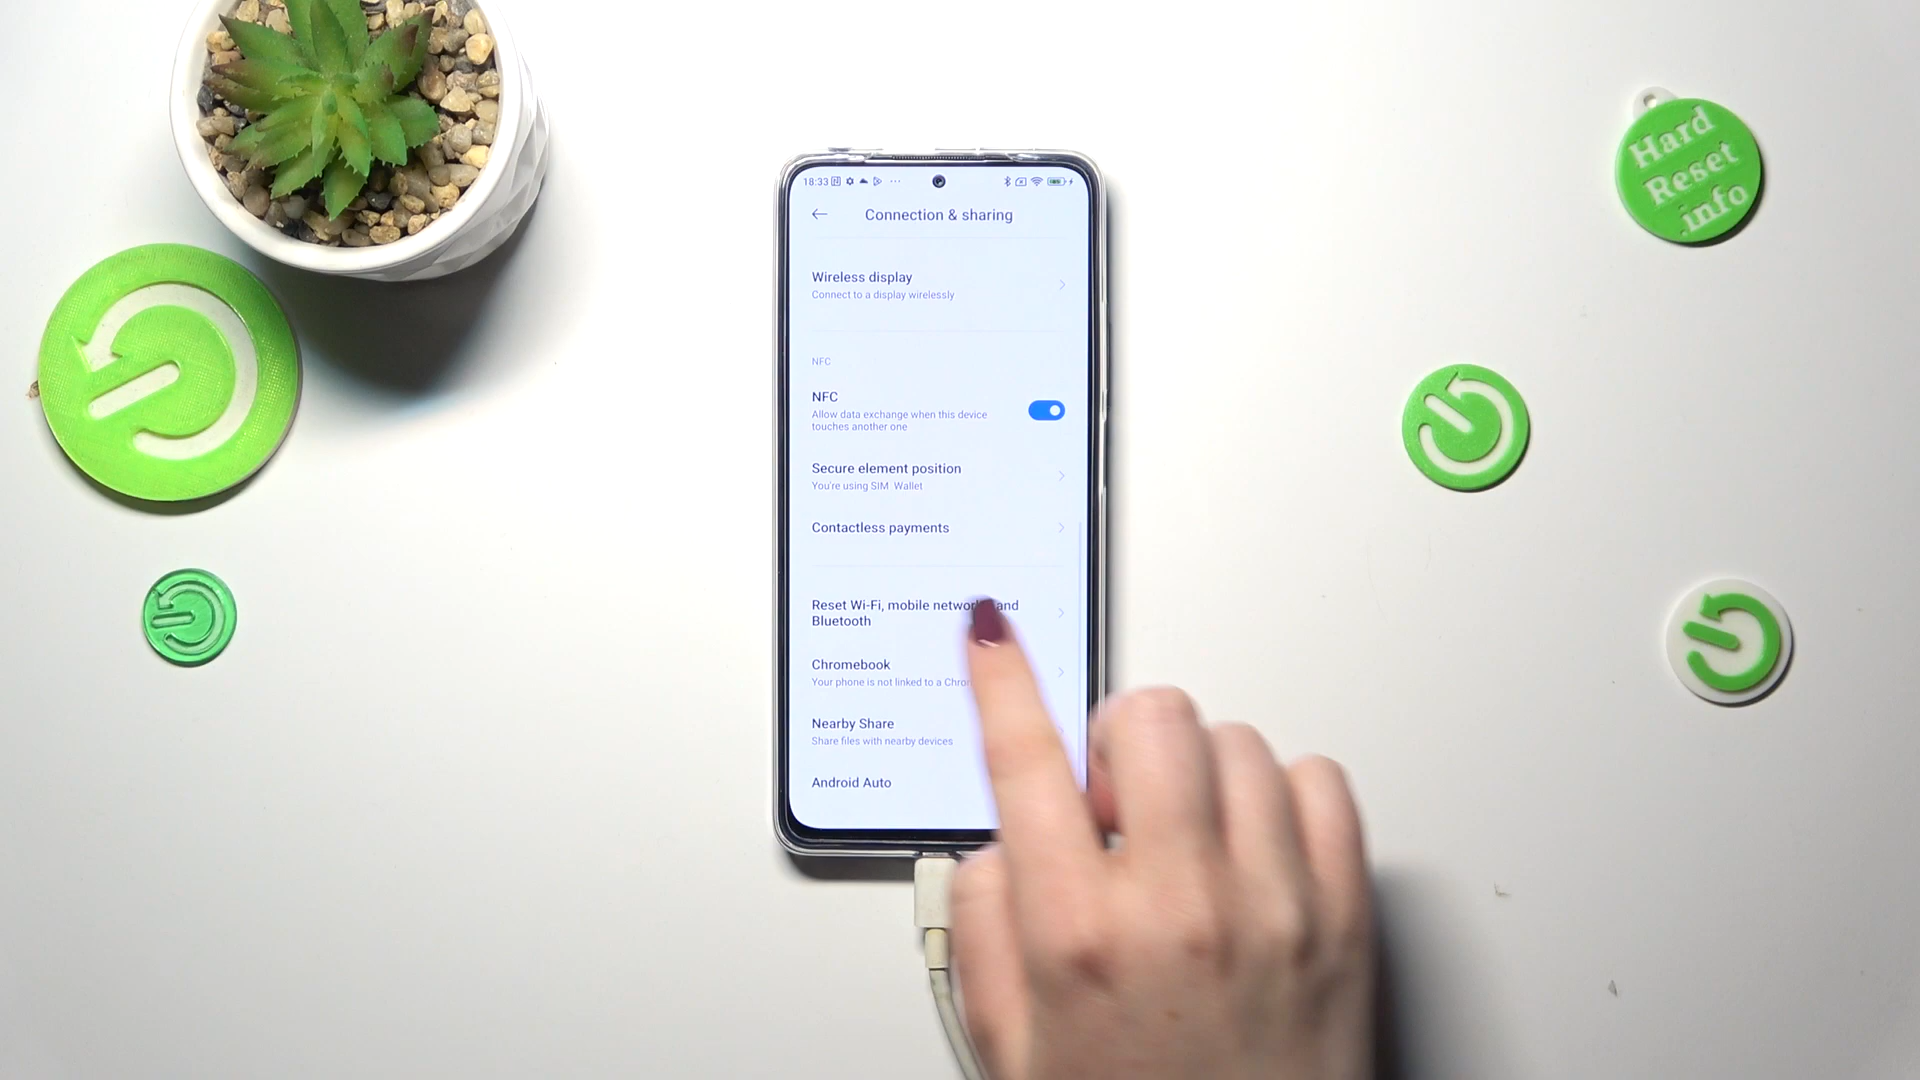 18:33
Connection & sharing
Wireless display
Connect to a display wirelessly
NFC
NFC
Allow data exchange when this device
touches another one
Secure element position
You're using SIM Wallet
Contactless payments
Reset Wi-Fi, mobile network and
Bluetooth
Chromebook
Your phone is not linked to a
Nearby Share
Share files with nearby devices
Android Auto
Hard
Reset
.info